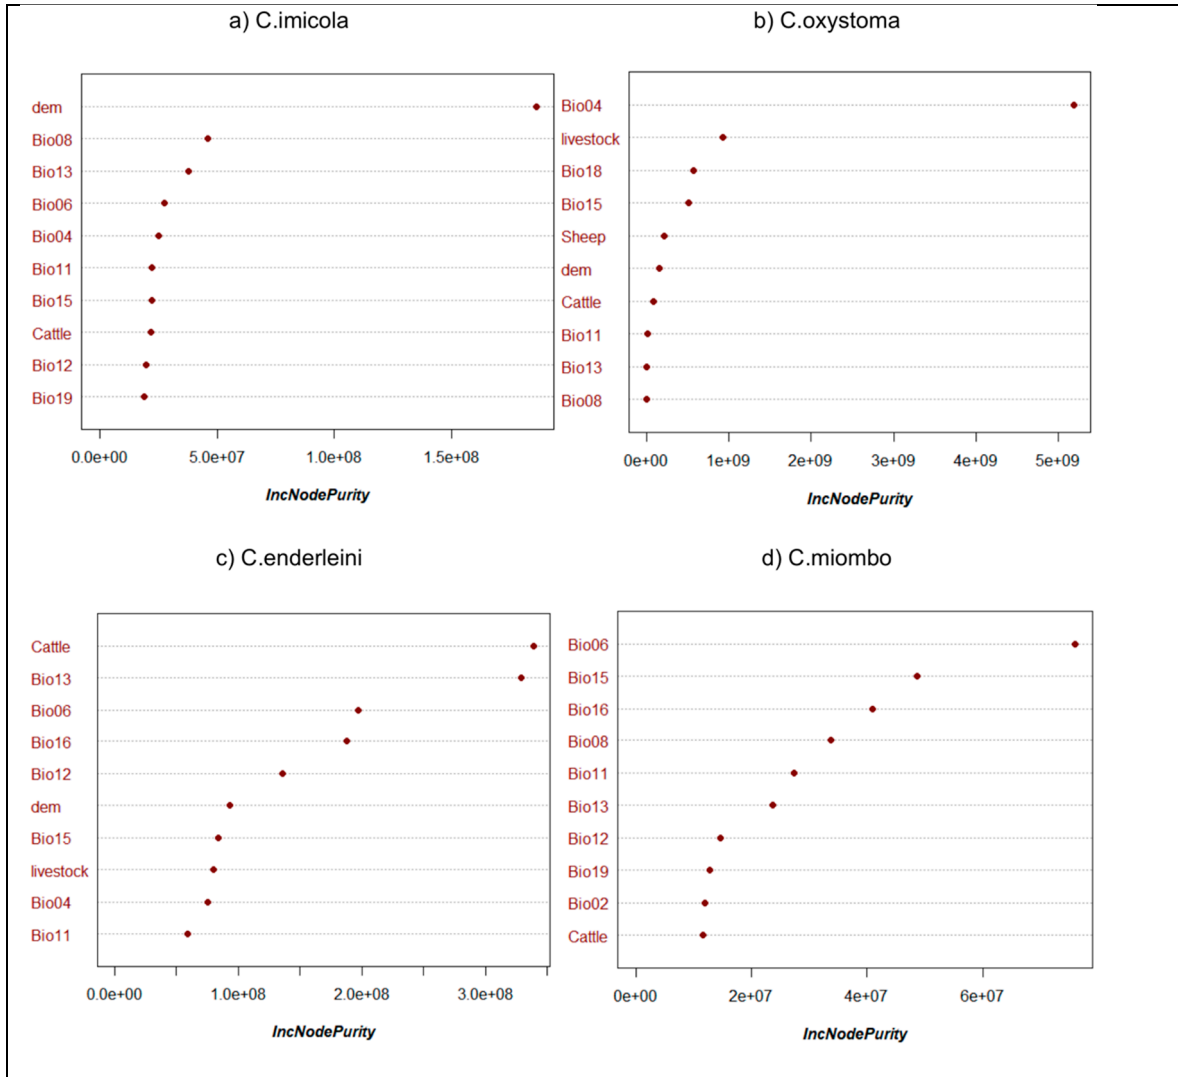 a) C.imicola
dem
Bio08
Bio13
Bio06
Bio04
Bio11
Bio15
Cattle
Bio12
Bio19
0.0e+00 5.0e+07 1.0e+08 1.5e+08
IncNodePurity
b) C.oxystoma
Bio04
livestock
Bio18
Bio15
Sheep
dem
Cattle
Bio11
Bio13
Bio08
0e+00 1e+09 2e+09 3e+09 4e+09 5e+09
IncNodePurity
c) C.enderleini
Cattle
Bio13
Bio06
Bio16
Bio12
dem
Bio15
livestock
Bio04
Bio11
0.0e+00 1.0e+08 2.0e+08 3.0e+08
IncNodePurity
d) C.miombo
Bio06
Bio15
Bio16
Bio08
Bio11
Bio13
Bio12
Bio19
Bio02
Cattle
0e+00 2e+07 4e+07 6e+07
IncNodePurity